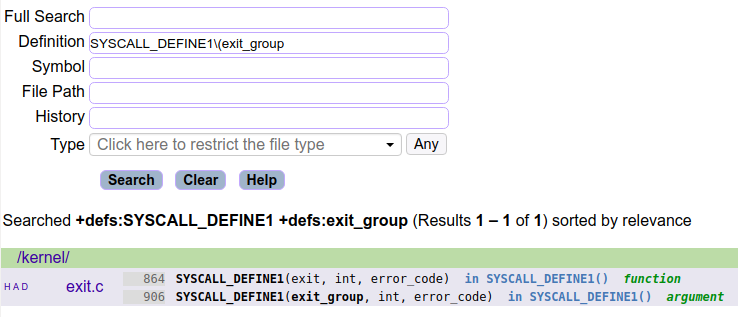 Full Search
Definition SYSCALL_DEFINE1\(exit_group
Symbol
File Path
History
Type Click here to restrict the file type Any
Search Clear Help
Searched +defs:SYSCALL_DEFINE1 +defs:exit_group (Results 1 – 1 of 1) sorted by relevance
/kernel/
H A D exit.c 864 SYSCALL_DEFINE1(exit, int, error_code) in SYSCALL_DEFINE1() function
906 SYSCALL_DEFINE1(exit_group, int, error_code) in SYSCALL_DEFINE1() argument